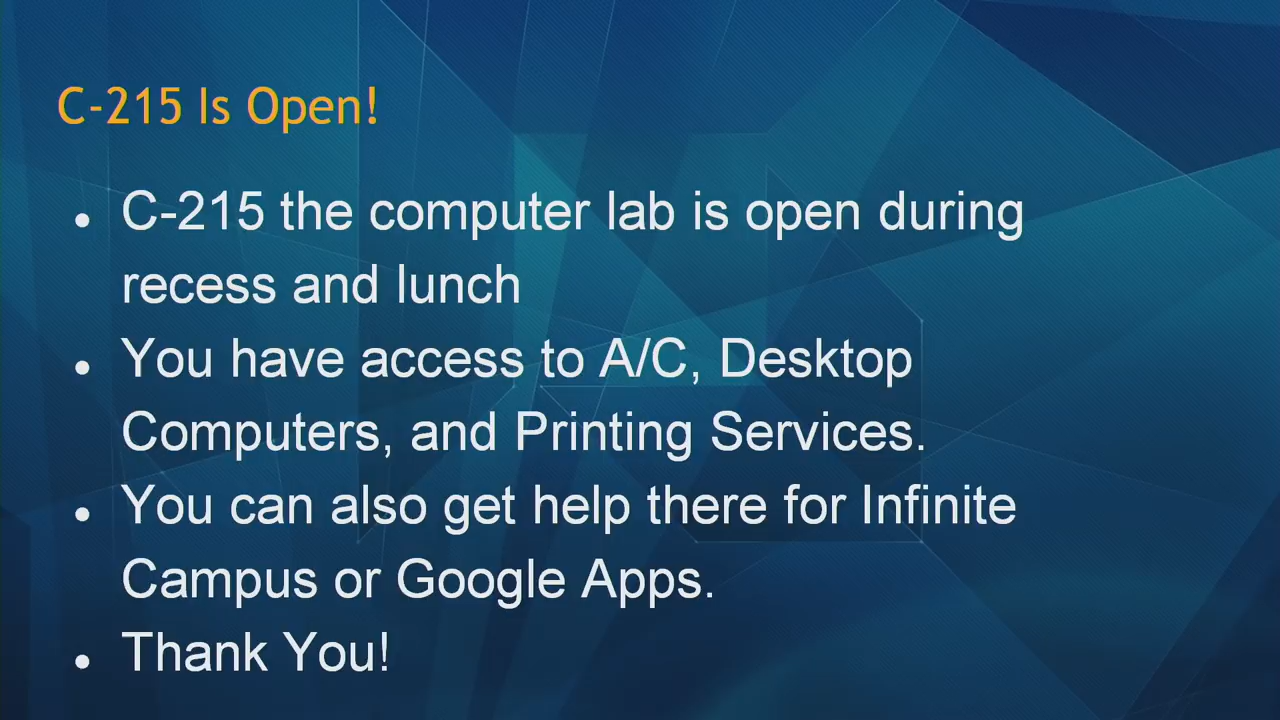 C-215 Is Open!
• C-215 the computer lab is open during
recess and lunch
• You have access to A/C, Desktop
Computers, and Printing Services.
• You can also get help there for Infinite
Campus or Google Apps.
• Thank You!